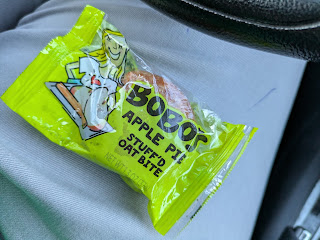 BOBO'S
APPLE PIE
STUFF'D
OAT BITE